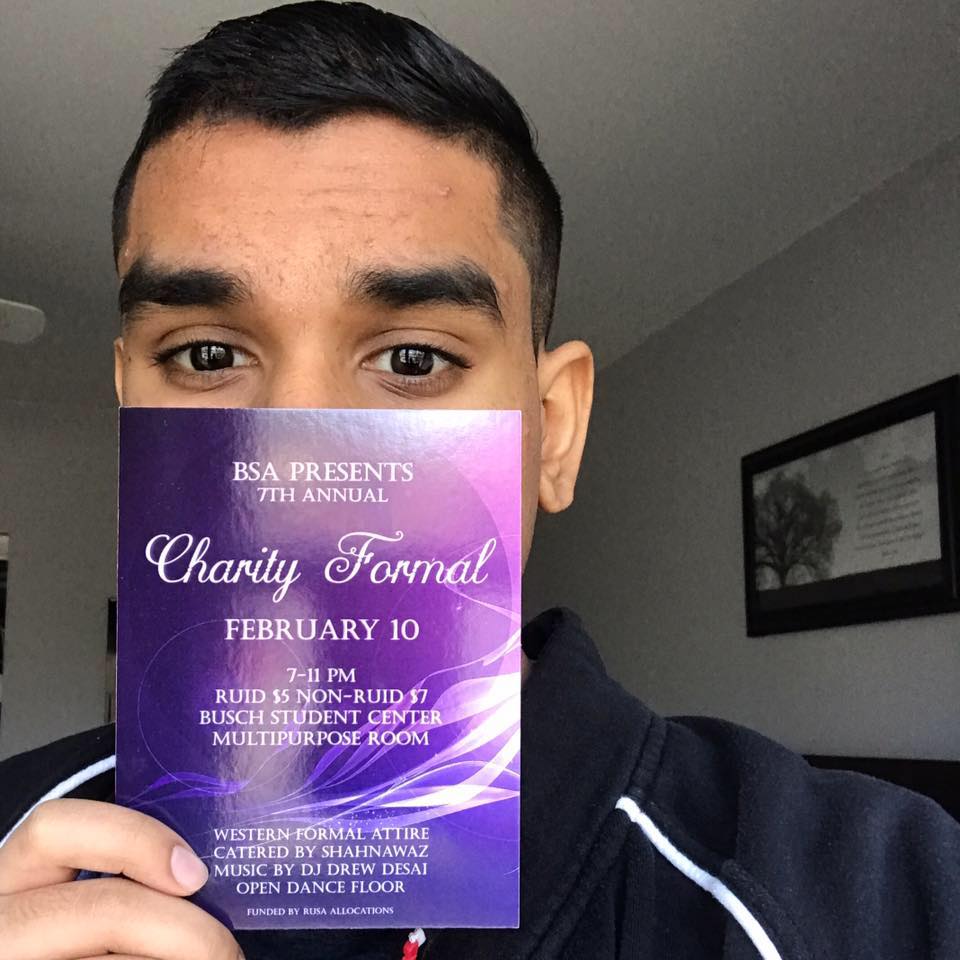 BSA PRESENTS
7TH ANNUAL
Charity Formal
FEBRUARY 10
7-11 PM
RUID $5 NON-RUID $7
BUSCH STUDENT CENTER
MULTIPURPOSE ROOM
WESTERN FORMAL ATTIRE
CATERED BY SHAHNAWAZ
MUSIC BY DJ DREW DESAI
OPEN DANCE FLOOR
FUNDED BY RUSA ALLOCATIONS